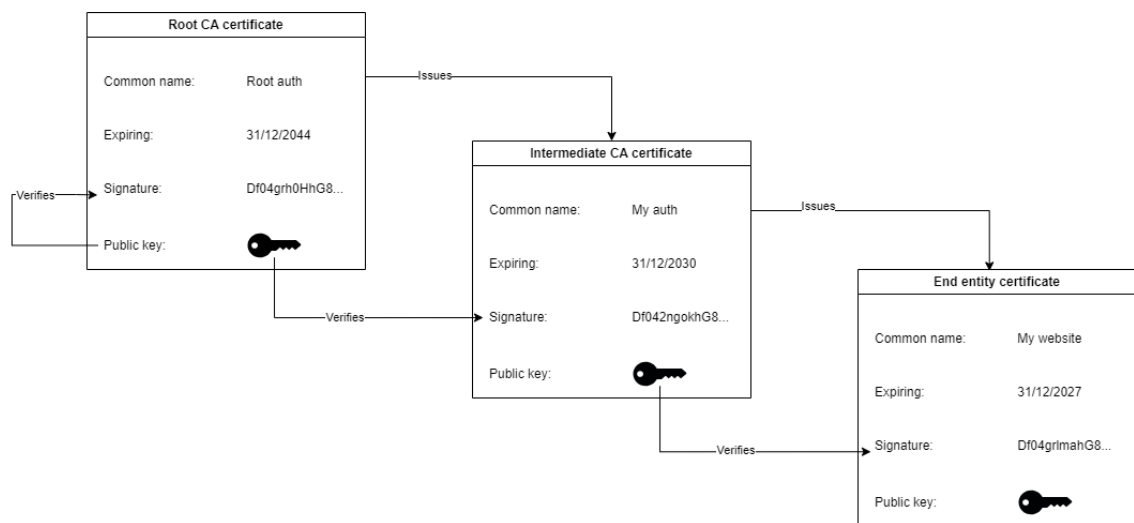 Root CA certificate
Common name: Root auth
Expiring: 31/12/2044
Signature: Df04grh0HhG8...
Public key:
Verifies
Issues
Verifies
Intermediate CA certificate
Common name: My auth
Expiring: 31/12/2030
Signature: Df042ngokhG8...
Public key:
Issues
Verifies
End entity certificate
Common name: My website
Expiring: 31/12/2027
Signature: Df04grlmahG8...
Public key: